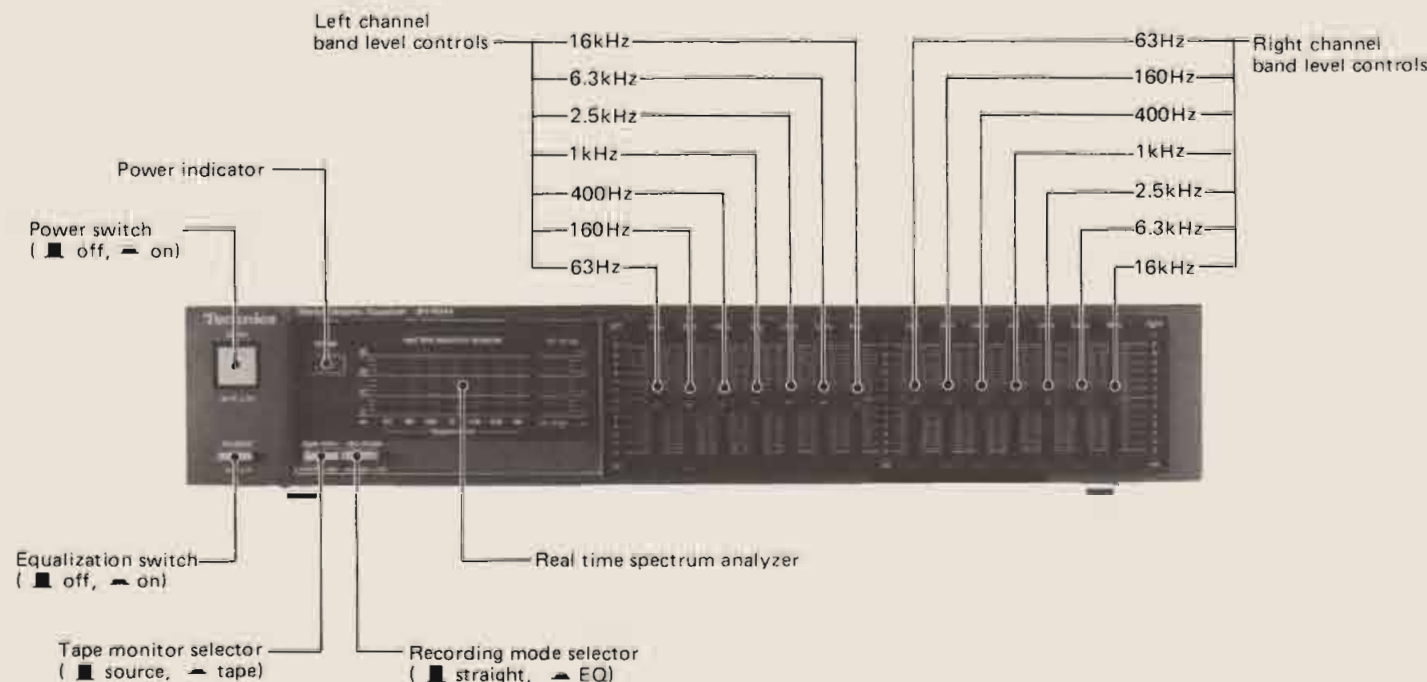 Left channel
band level controls
16kHz
6.3kHz
2.5kHz
1kHz
400Hz
160Hz
63Hz
63Hz
160Hz
400Hz
1kHz
2.5kHz
6.3kHz
16kHz
Right channel
band level controls
Power indicator
Power switch
( off, on)
Technics
Equalization switch
( off, on)
Real time spectrum analyzer
Tape monitor selector
( source, tape)
Recording mode selector
( straight, EQ)